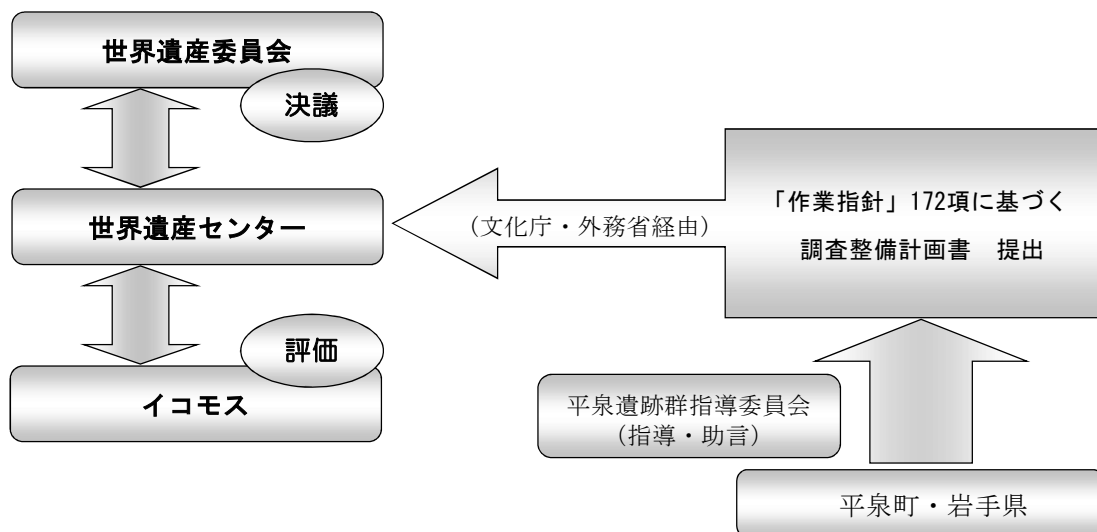 世界遺産委員会
決議
世界遺産センター
評価
イコモス
(文化庁・外務省経由)
「作業指針」172項に基づく
調査整備計画書　提出
平泉遺跡群指導委員会
(指導・助言)
平泉町・岩手県